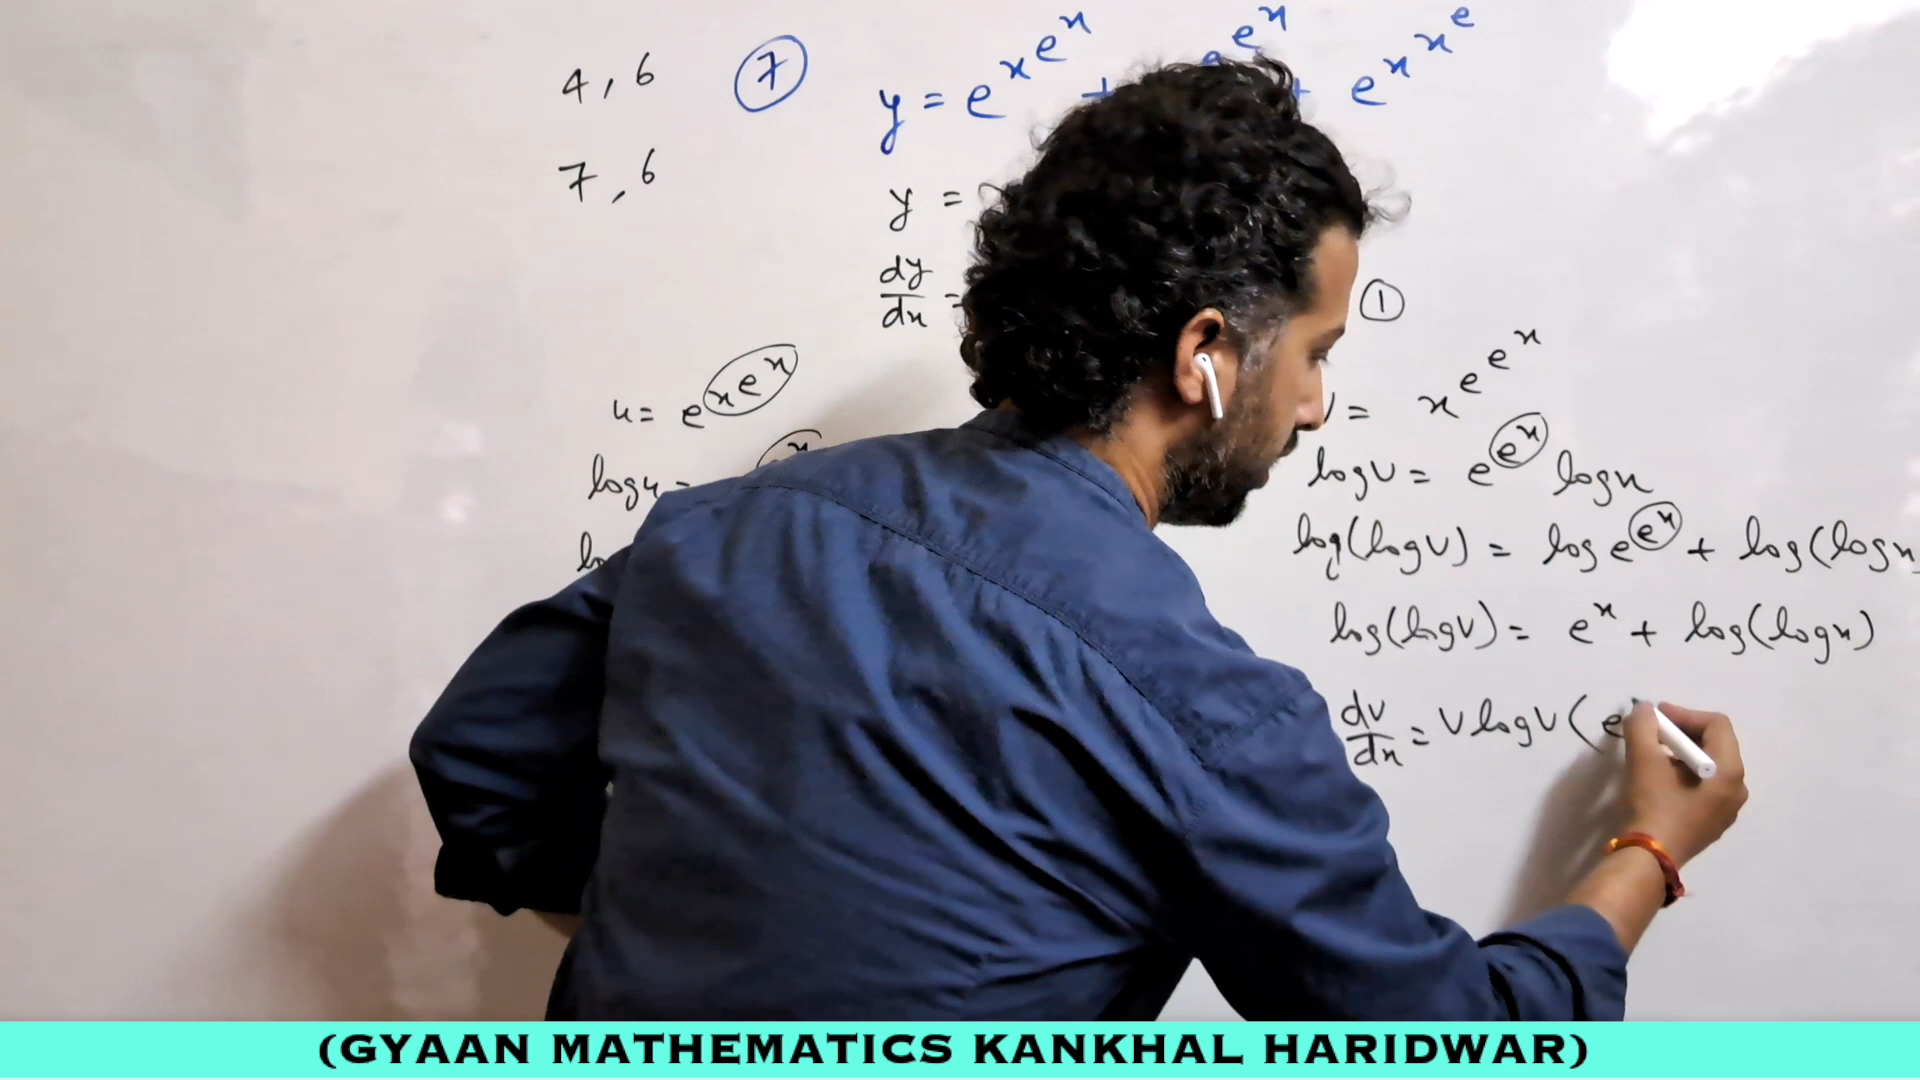 4, 6
7, 6
⑦ y = e^x^e^x + e^e^x + e^x^x^e
y =
dy/dx =
①
u = e^x^e^x
log u =
V = x^e^e^x
log V = e^e^x log x
log(log V) = log e^e^x + log(log x
log(log V) = e^x + log(log x)
dV/dx = V log V ( e
(GYAAN MATHEMATICS KANKHAL HARIDWAR)